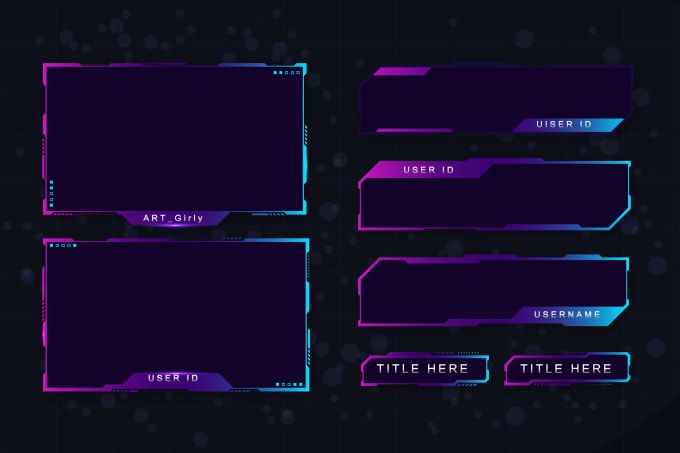 ART_Girly
USER ID
UISER ID
USER ID
USERNAME
TITLE HERE
TITLE HERE